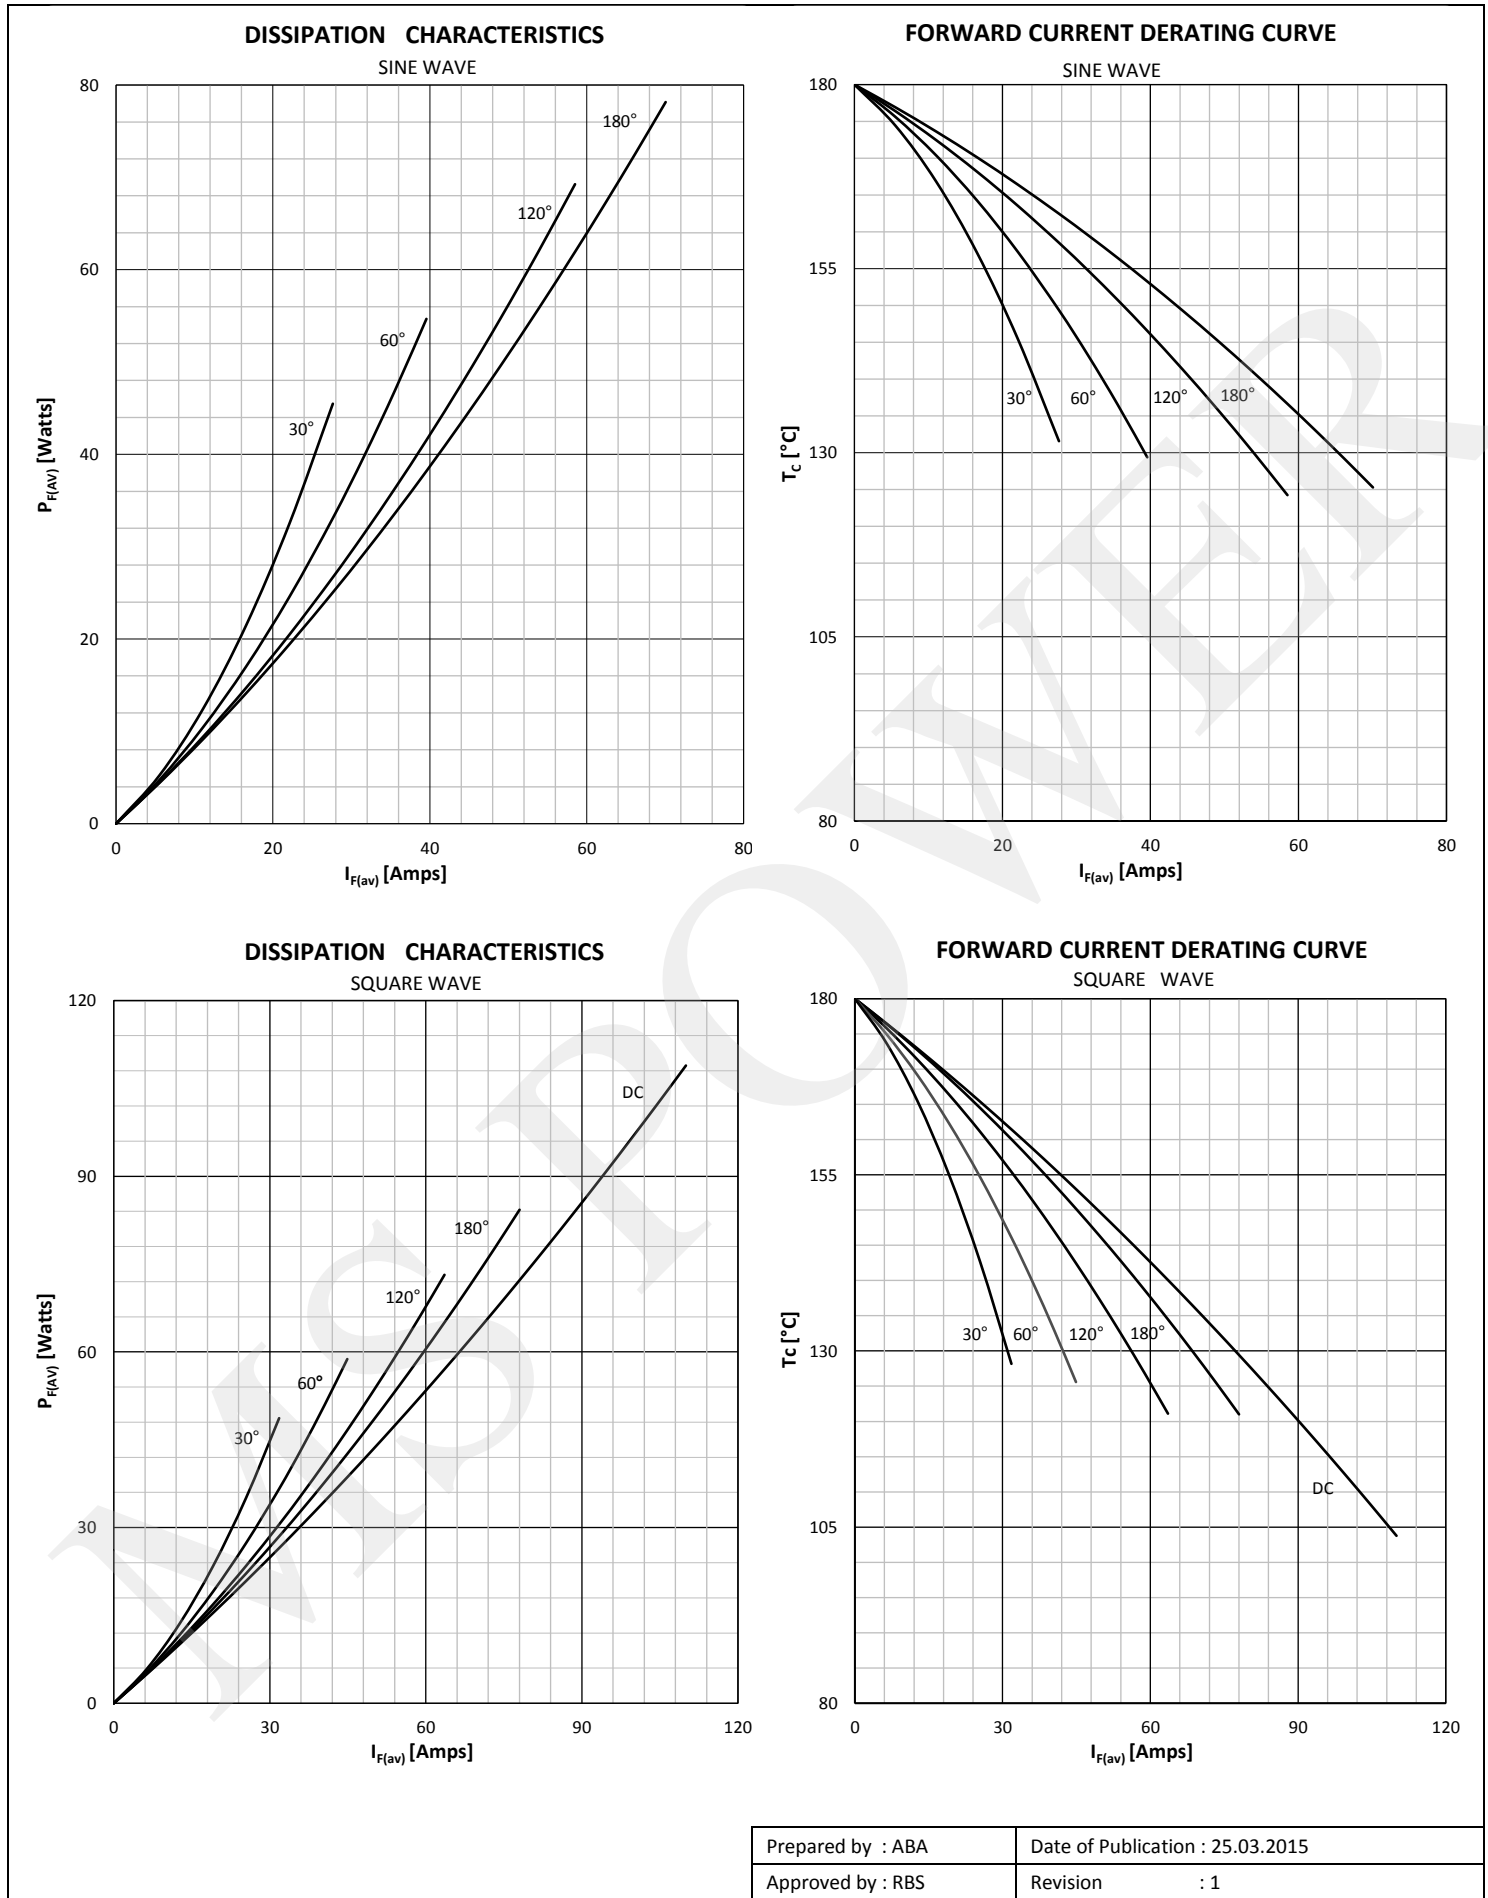 DISSIPATION CHARACTERISTICS
SINE WAVE
80
60
40
20
0
0 20 40 60 80
P_F(AV) [Watts]
I_F(av) [Amps]
30°
60°
120°
180°
FORWARD CURRENT DERATING CURVE
SINE WAVE
180
155
130
105
80
0 20 40 60 80
T_C [°C]
I_F(av) [Amps]
30° 60° 120° 180°
DISSIPATION CHARACTERISTICS
SQUARE WAVE
120
90
60
30
0
0 30 60 90 120
P_F(AV) [Watts]
I_F(av) [Amps]
30°
60°
120°
180°
DC
FORWARD CURRENT DERATING CURVE
SQUARE WAVE
180
155
130
105
80
0 30 60 90 120
Tc [°C]
I_F(av) [Amps]
30° 60° 120° 180°
DC
MS POWER
Prepared by : ABA Date of Publication : 25.03.2015
Approved by : RBS Revision : 1